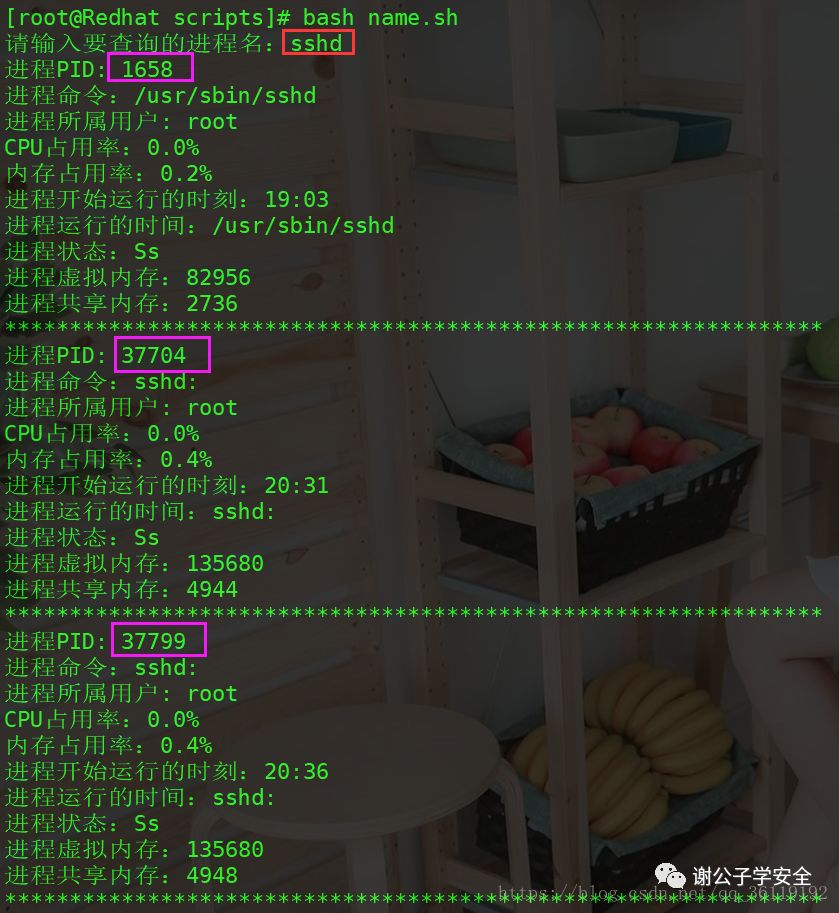 [root@Redhat scripts]# bash name.sh
请输入要查询的进程名：sshd
进程PID: 1658
进程命令：/usr/sbin/sshd
进程所属用户: root
CPU占用率：0.0%
内存占用率：0.2%
进程开始运行的时刻：19:03
进程运行的时间：/usr/sbin/sshd
进程状态：Ss
进程虚拟内存：82956
进程共享内存：2736
***************************************************************
进程PID: 37704
进程命令：sshd:
进程所属用户: root
CPU占用率：0.0%
内存占用率：0.4%
进程开始运行的时刻：20:31
进程运行的时间：sshd:
进程状态：Ss
进程虚拟内存：135680
进程共享内存：4944
***************************************************************
进程PID: 37799
进程命令：sshd:
进程所属用户: root
CPU占用率：0.0%
内存占用率：0.4%
进程开始运行的时刻：20:36
进程运行的时间：sshd:
进程状态：Ss
进程虚拟内存：135680
进程共享内存：4948
谢公子学安全
https://blog.csdn.net/qq_36119192
***************************************************************